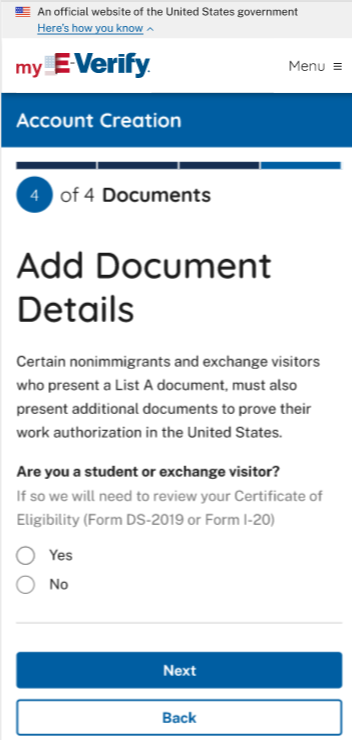 An official website of the United States government
Here's how you know
my E-Verify.
Menu
Account Creation
4 of 4 Documents
Add Document
Details
Certain nonimmigrants and exchange visitors
who present a List A document, must also
present additional documents to prove their
work authorization in the United States.
Are you a student or exchange visitor?
If so we will need to review your Certificate of
Eligibility (Form DS-2019 or Form I-20)
Yes
No
Next
Back